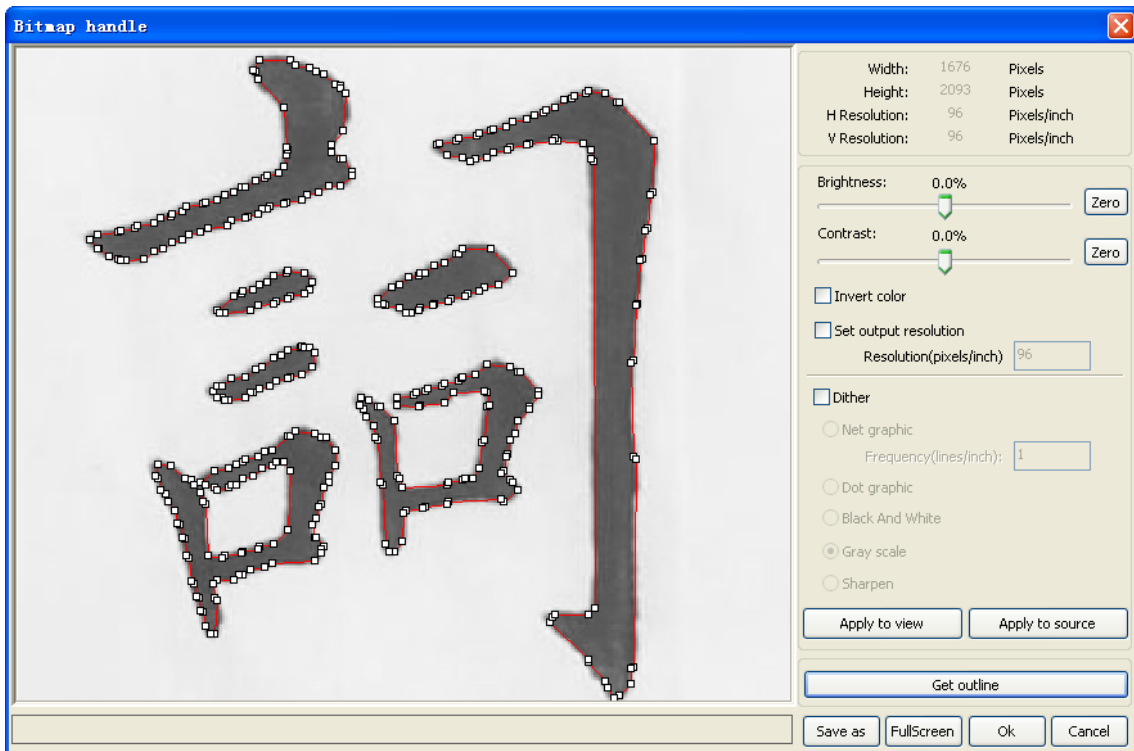 Bitmap handle
詞
Width: 1676 Pixels
Height: 2093 Pixels
H Resolution: 96 Pixels/inch
V Resolution: 96 Pixels/inch
Brightness: 0.0% Zero
Contrast: 0.0% Zero
Invert color
Set output resolution
Resolution(pixels/inch) 96
Dither
Net graphic
Frequency(lines/inch): 1
Dot graphic
Black And White
Gray scale
Sharpen
Apply to view Apply to source
Get outline
Save as FullScreen Ok Cancel